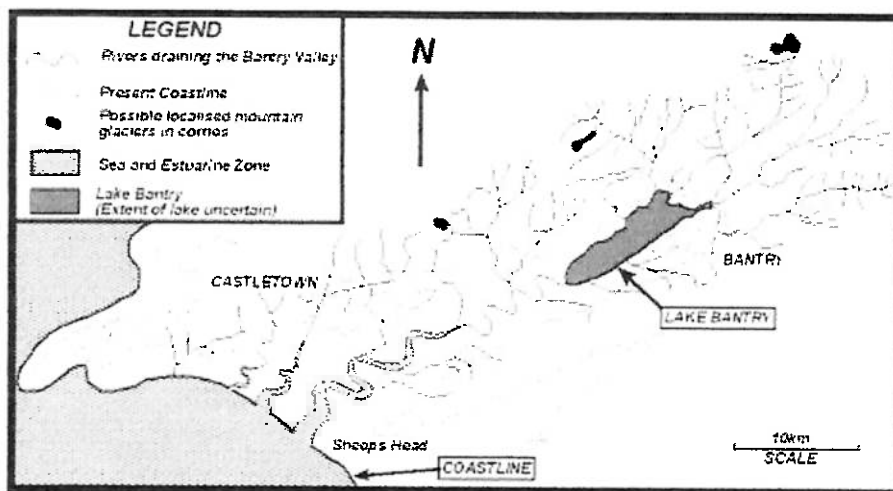 LEGEND
Rivers draining the Bantry Valley
Present Coastline
Possible localised mountain
glaciers in corries
Sea and Estuarine Zone
Lake Bantry
(Extent of lake uncertain)
N
CASTLETOWN
BANTRY
LAKE BANTRY
Sheeps Head
COASTLINE
10km
SCALE